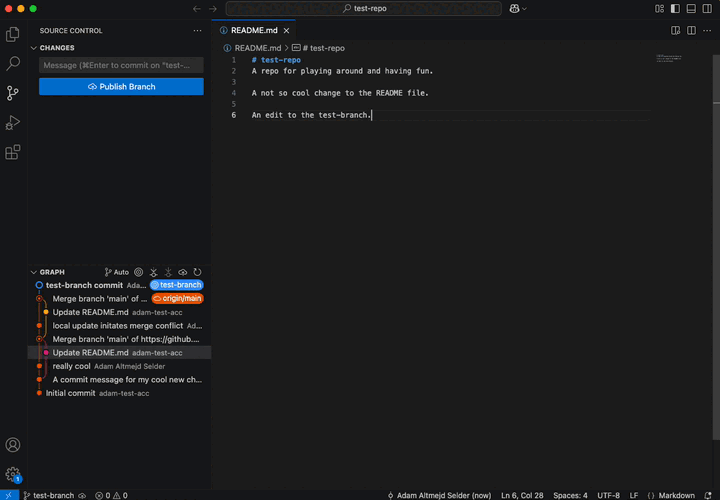 test-repo
SOURCE CONTROL
CHANGES
Message (⌘Enter to commit on "test-...
Publish Branch
GRAPH
Auto
test-branch commit Ada... test-branch
Merge branch 'main' of ... origin/main
Update README.md adam-test-acc
local update initates merge conflict Ad...
Merge branch 'main' of https://github....
Update README.md adam-test-acc
really cool Adam Altmejd Selder
A commit message for my cool new ch...
Initial commit adam-test-acc
README.md
README.md > # test-repo
1 # test-repo
2 A repo for playing around and having fun.
3
4 A not so cool change to the README file.
5
6 An edit to the test-branch.
1
test-branch 0 0 Adam Altmejd Selder (now) Ln 6, Col 28 Spaces: 4 UTF-8 LF Markdown